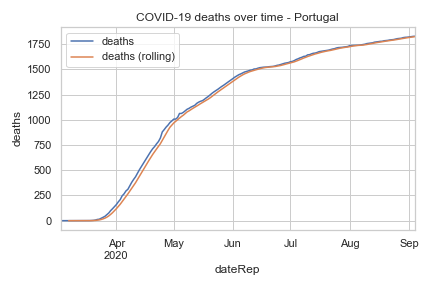 COVID-19 deaths over time - Portugal
deaths
deaths (rolling)
deaths
1750
1500
1250
1000
750
500
250
0
Apr
2020
May
Jun
Jul
Aug
Sep
dateRep